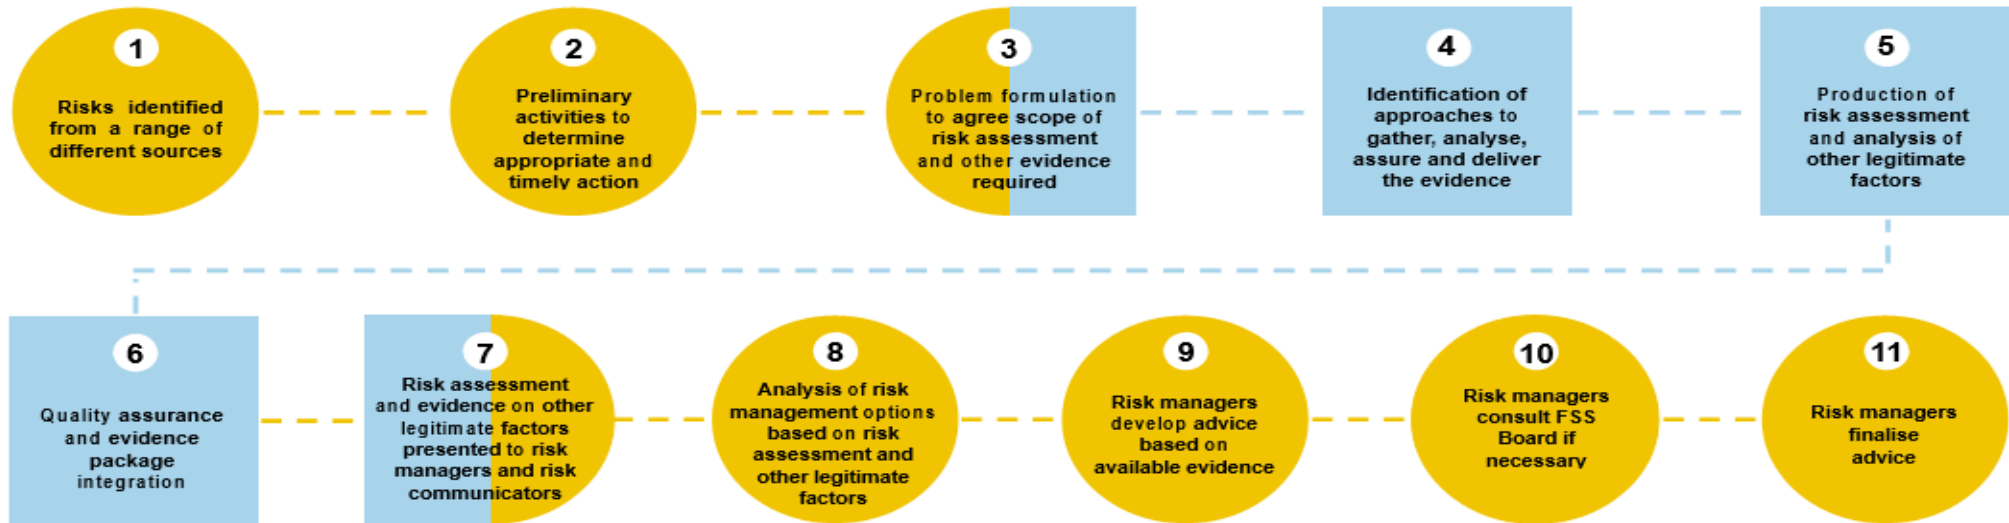 1
Risks identified
from a range of
different sources
2
Preliminary
activities to
determine
appropriate and
timely action
3
Problem formulation
to agree scope of
risk assessment
and other evidence
required
4
Identification of
approaches to
gather, analyse,
assure and deliver
the evidence
5
Production of
risk assessment
and analysis of
other legitimate
factors
6
Quality assurance
and evidence
package
integration
7
Risk assessment
and evidence on other
legitimate factors
presented to risk
managers and risk
communicators
8
Analysis of risk
management options
based on risk
assessment and
other legitimate
factors
9
Risk managers
develop advice
based on
available evidence
10
Risk managers
consult FSS
Board if
necessary
11
Risk managers
finalise
advice